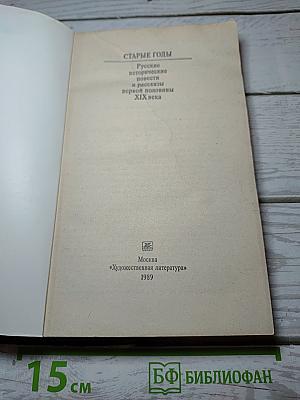 СТАРЫЕ ГОДЫ
Русские
исторические
повести
и рассказы
первой половины
XIX века
Москва
«Художественная литература»
1989
15 см
БФ БИБЛИОФАН